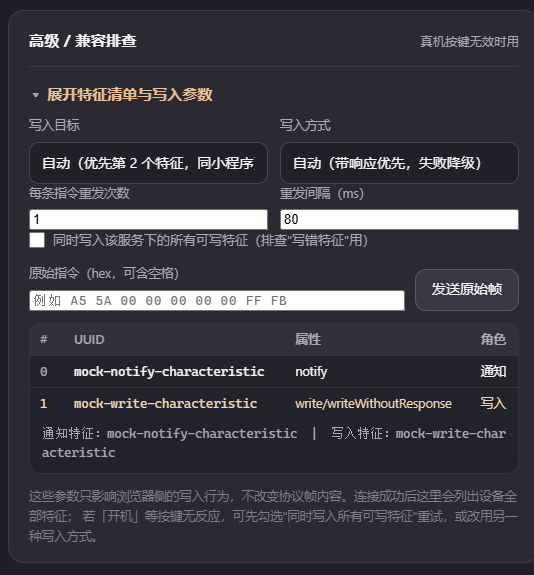 高级 / 兼容排查 真机按键无效时用
展开特征清单与写入参数
写入目标 写入方式
自动（优先第 2 个特征，同小程序 自动（带响应优先，失败降级）
每条指令重发次数 重发间隔（ms）
1 80
同时写入该服务下的所有可写特征（排查"写错特征"用）
原始指令（hex，可含空格）
例如 A5 5A 00 00 00 00 00 FF FB 发送原始帧
# UUID 属性 角色
0 mock-notify-characteristic notify 通知
1 mock-write-characteristic write/writeWithoutResponse 写入
通知特征：mock-notify-characteristic | 写入特征：mock-write-char
acteristic
这些参数只影响浏览器侧的写入行为，不改变协议帧内容。连接成功后这里会列出设备全
部特征； 若「开机」等按键无反应，可先勾选"同时写入所有可写特征"重试，或改用另一
种写入方式。